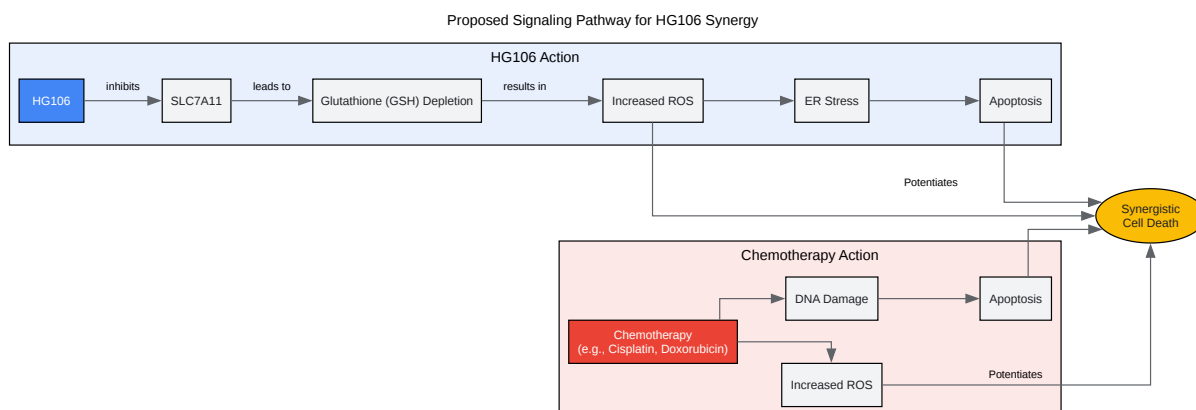 Proposed Signaling Pathway for HG106 Synergy
HG106 Action
HG106
inhibits
SLC7A11
leads to
Glutathione (GSH) Depletion
results in
Increased ROS
ER Stress
Apoptosis
Potentiates
Synergistic
Cell Death
Chemotherapy Action
DNA Damage
Apoptosis
Chemotherapy
(e.g., Cisplatin, Doxorubicin)
Increased ROS
Potentiates